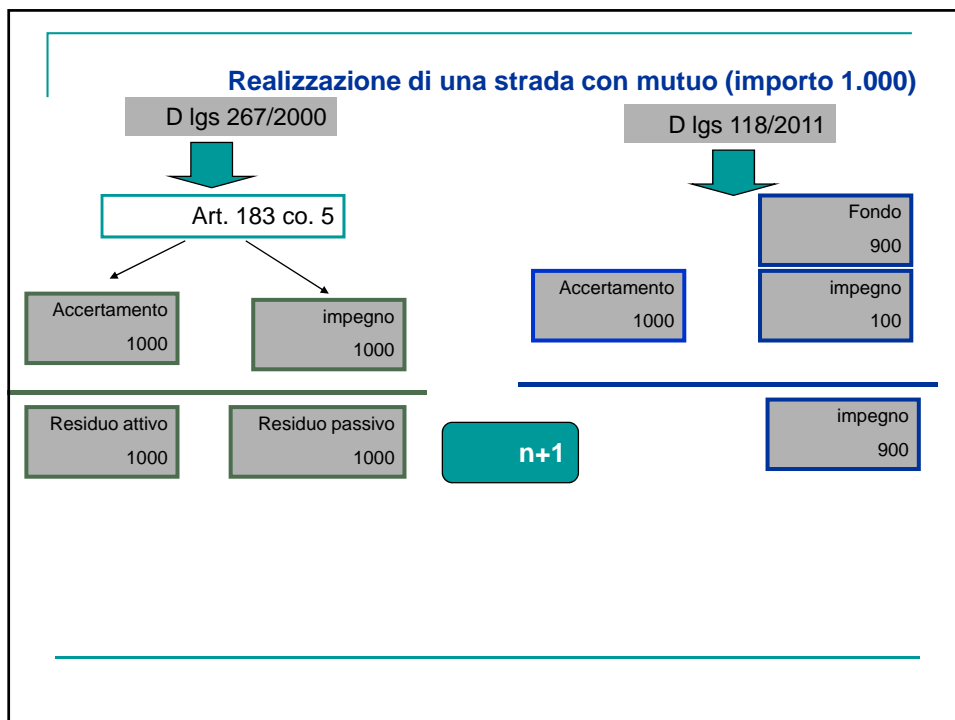 Realizzazione di una strada con mutuo (importo 1.000)
D lgs 267/2000
Art. 183 co. 5
Accertamento
1000
impegno
1000
Residuo attivo
1000
Residuo passivo
1000
n+1
D lgs 118/2011
Fondo
900
Accertamento
1000
impegno
100
impegno
900